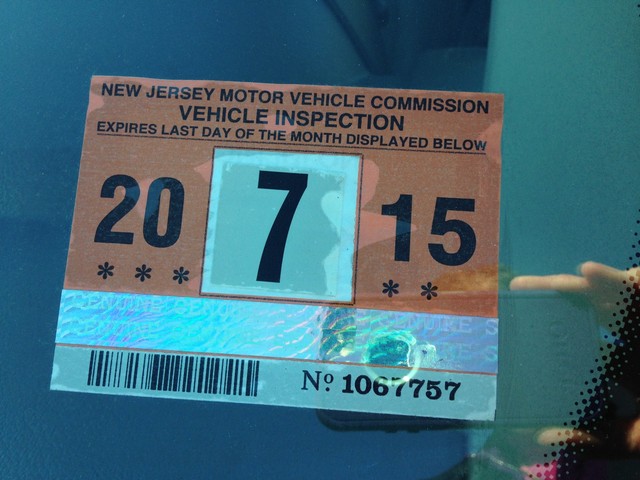 NEW JERSEY MOTOR VEHICLE COMMISSION
VEHICLE INSPECTION
EXPIRES LAST DAY OF THE MONTH DISPLAYED BELOW
20 7 15
*** **
GENUINE
Nº 1067757